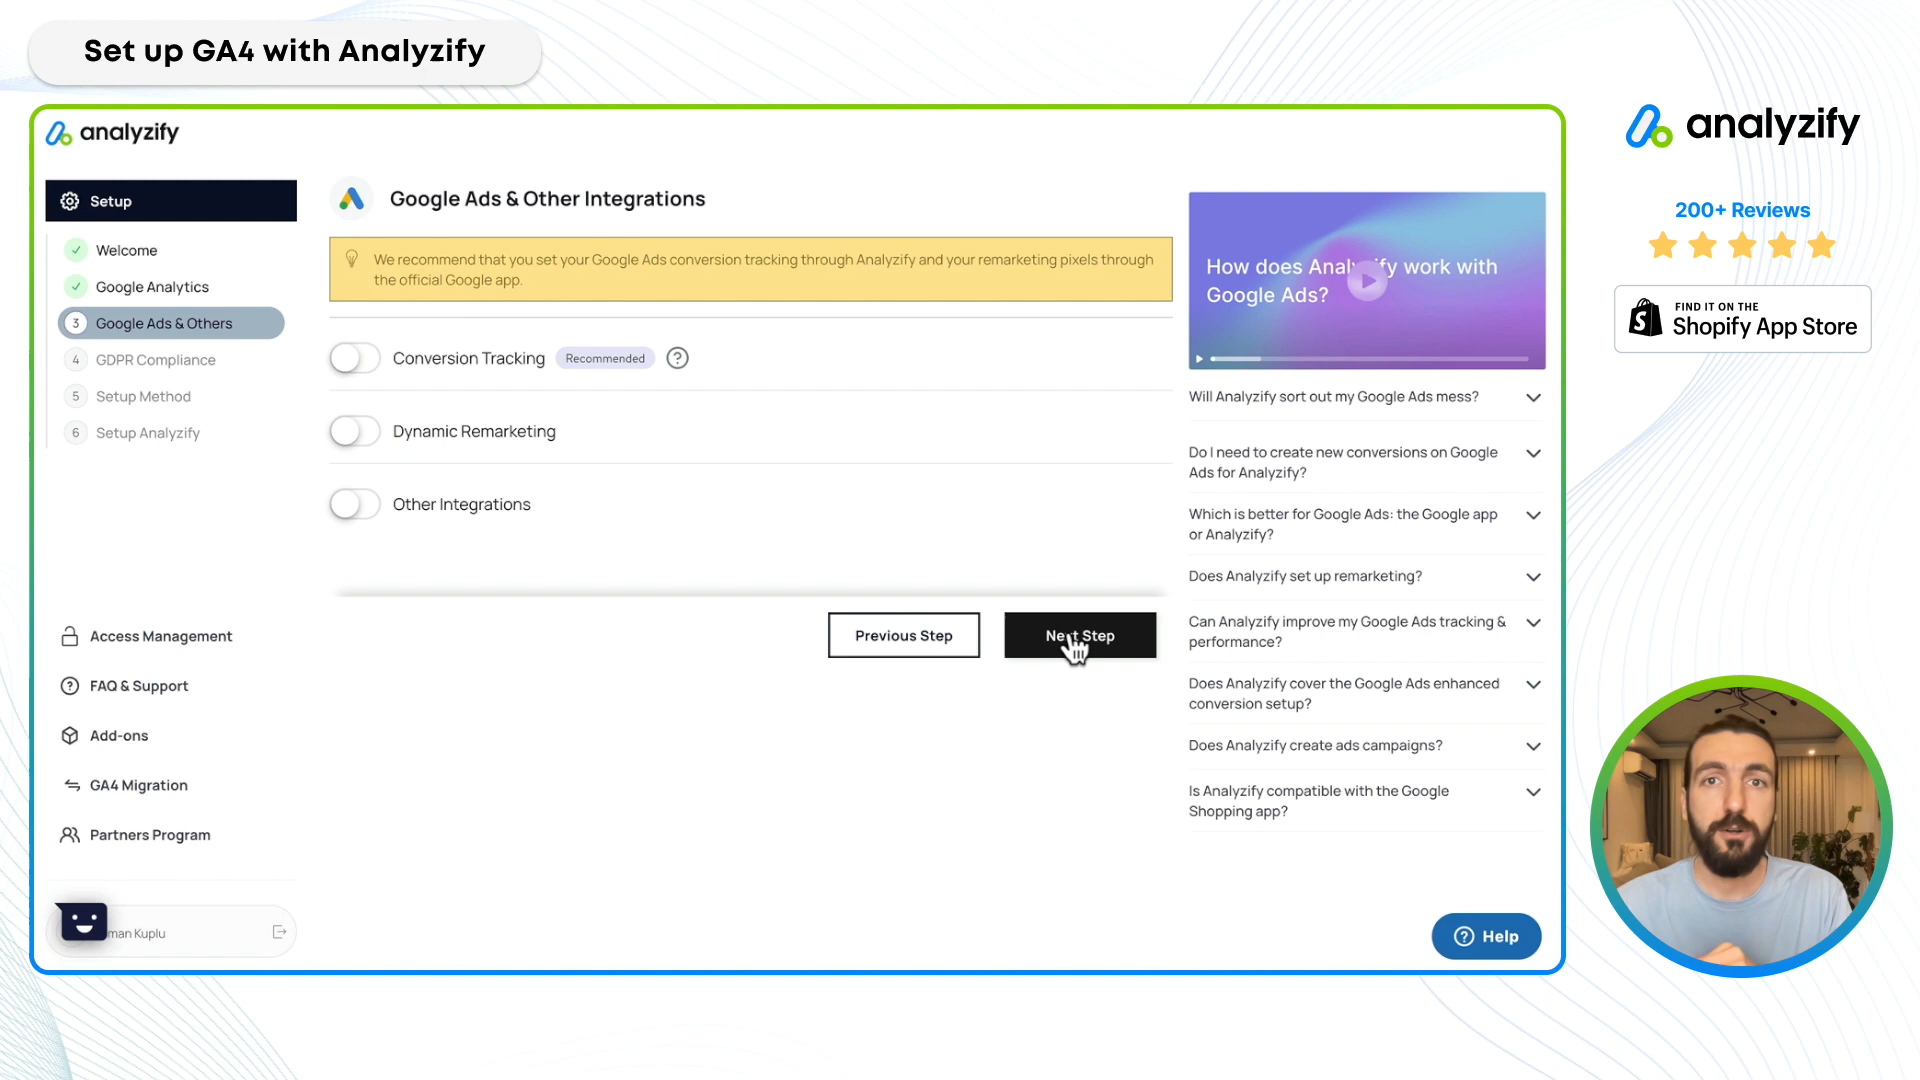 Set up GA4 with Analyzify
analyzify
Setup
Welcome
Google Analytics
3 Google Ads & Others
4 GDPR Compliance
5 Setup Method
6 Setup Analyzify
Access Management
FAQ & Support
Add-ons
GA4 Migration
Partners Program
man Kuplu
Google Ads & Other Integrations
We recommend that you set your Google Ads conversion tracking through Analyzify and your remarketing pixels through
the official Google app.
Conversion Tracking Recommended ?
Dynamic Remarketing
Other Integrations
Previous Step
Next Step
How does Analyzify work with
Google Ads?
Will Analyzify sort out my Google Ads mess?
Do I need to create new conversions on Google
Ads for Analyzify?
Which is better for Google Ads: the Google app
or Analyzify?
Does Analyzify set up remarketing?
Can Analyzify improve my Google Ads tracking &
performance?
Does Analyzify cover the Google Ads enhanced
conversion setup?
Does Analyzify create ads campaigns?
Is Analyzify compatible with the Google
Shopping app?
? Help
analyzify
200+ Reviews
FIND IT ON THE
Shopify App Store